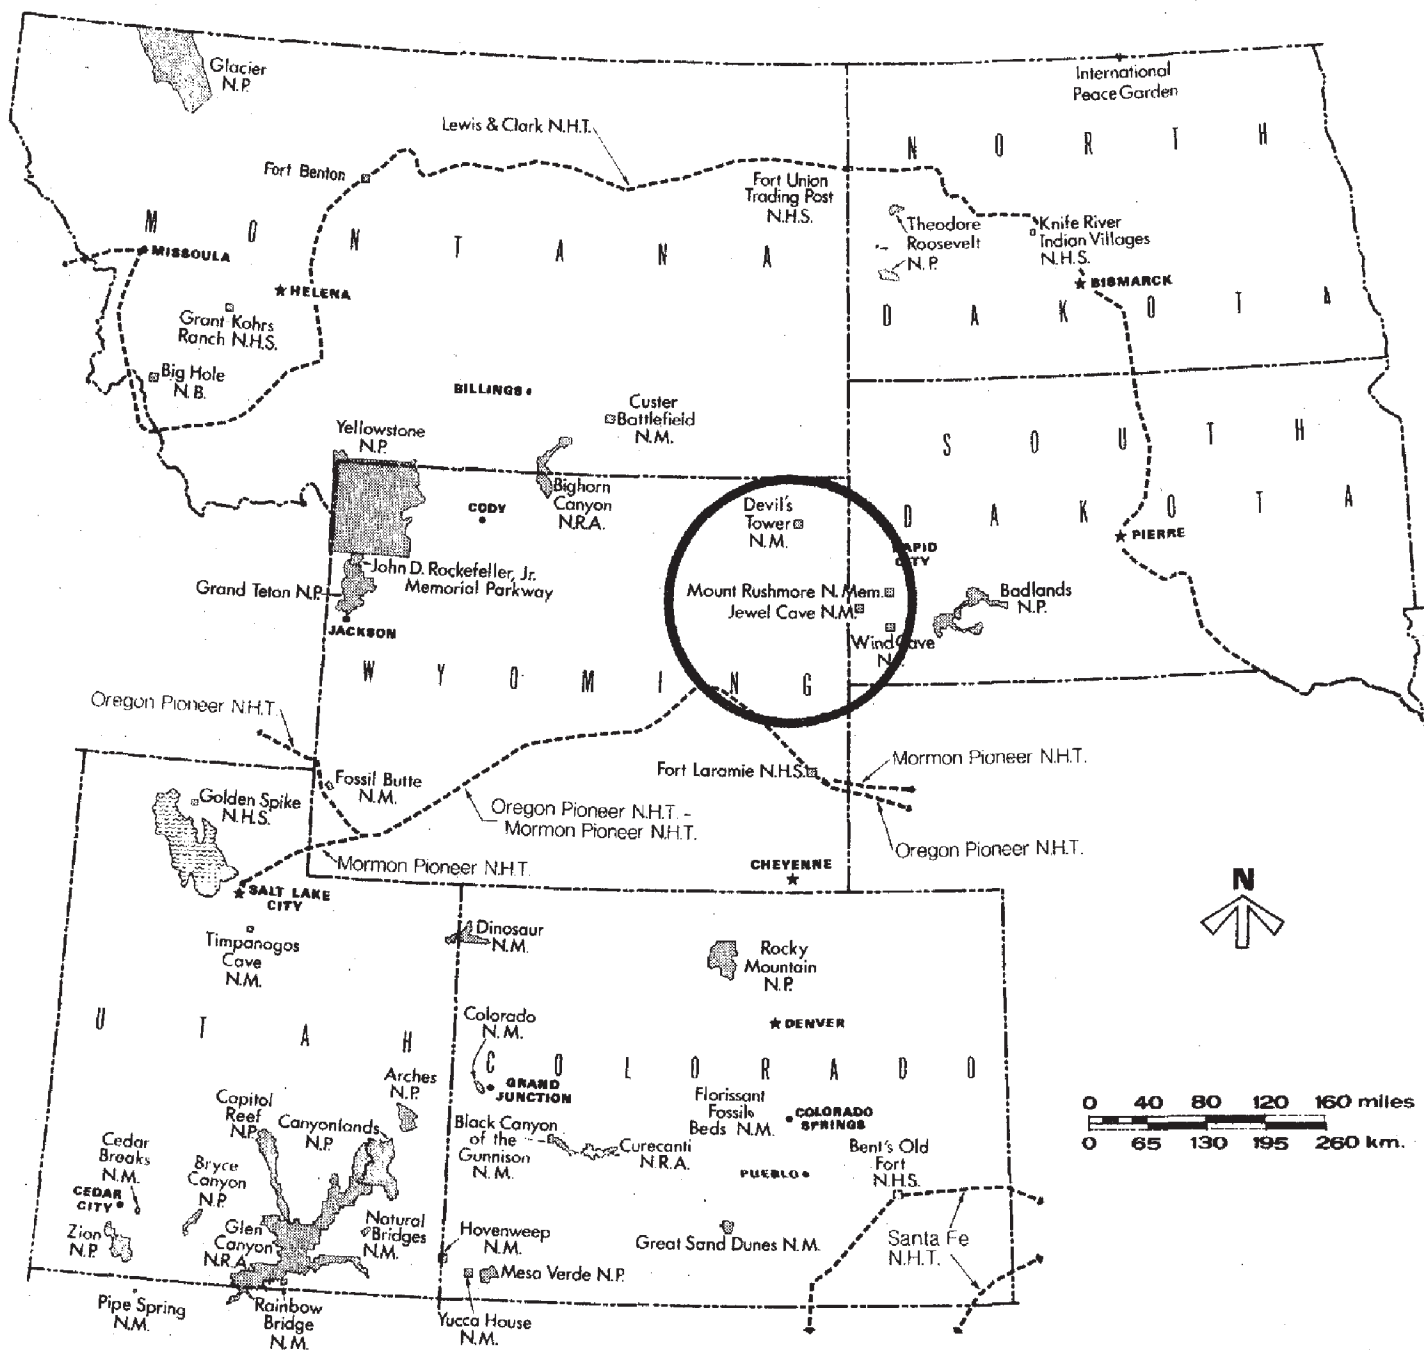 Glacier
N.P.
International
Peace Garden
Lewis & Clark N.H.T.
N O R T H
Fort Benton
Fort Union
Trading Post
N.H.S.
Theodore
Roosevelt
N.P.
Knife River
Indian Villages
N.H.S.
M O N T A N A
MISSOULA
HELENA
BISMARCK
D A K O T A
Grant Kohrs
Ranch N.H.S.
Big Hole
N.B.
BILLINGS
Custer
Battlefield
N.M.
Yellowstone
N.P.
S O U T H
Bighorn
Canyon
N.R.A.
CODY
Devil's
Tower
N.M.
D A K O T A
RAPID
CITY
PIERRE
John D. Rockefeller, Jr.
Memorial Parkway
Grand Teton N.P.
JACKSON
Mount Rushmore N. Mem.
Jewel Cave N.M.
Wind Cave
Badlands
N.P.
W Y O M I N G
Oregon Pioneer N.H.T.
Fossil Butte
N.M.
Fort Laramie N.H.S.
Mormon Pioneer N.H.T.
Golden Spike
N.H.S.
Oregon Pioneer N.H.T. -
Mormon Pioneer N.H.T.
Oregon Pioneer N.H.T.
Mormon Pioneer N.H.T.
CHEYENNE
SALT LAKE
CITY
N
Timpanogos
Cave
N.M.
Dinosaur
N.M.
Rocky
Mountain
N.P.
U T A H
Colorado
N.M.
DENVER
C O L O R A D O
GRAND
JUNCTION
Arches
N.P.
Capitol
Reef
N.P.
Canyonlands
N.P.
Florissant
Fossil
Beds N.M.
COLORADO
SPRINGS
0 40 80 120 160 miles
0 65 130 195 260 km.
Cedar
Breaks
N.M.
Bryce
Canyon
N.P.
Black Canyon
of the
Gunnison
N.M.
Curecanti
N.R.A.
PUEBLO
Bent's Old
Fort
N.H.S.
CEDAR
CITY
Zion
N.P.
Glen
Canyon
N.R.A.
Natural
Bridges
N.M.
Hovenweep
N.M.
Great Sand Dunes N.M.
Santa Fe
N.H.T.
Mesa Verde N.P.
Pipe Spring
N.M.
Rainbow
Bridge
N.M.
Yucca House
N.M.